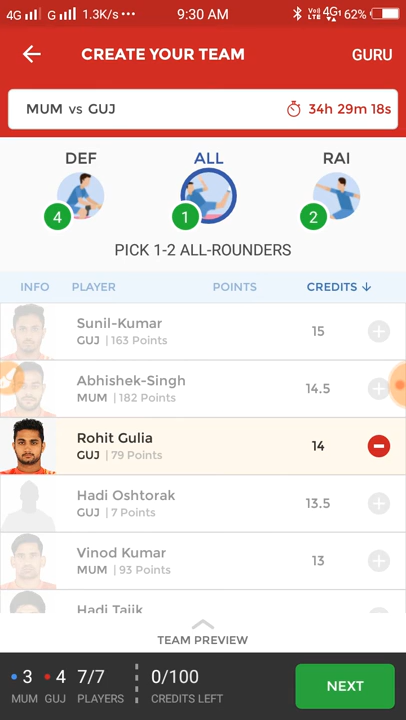 4G G 1.3K/s 9:30 AM VoLTE 4G 62%
CREATE YOUR TEAM GURU
MUM vs GUJ 34h 29m 18s
DEF ALL RAI
4 1 2
PICK 1-2 ALL-ROUNDERS
INFO PLAYER POINTS CREDITS ↓
Sunil-Kumar
GUJ | 163 Points 15
Abhishek-Singh
MUM | 182 Points 14.5
Rohit Gulia
GUJ | 79 Points 14
Hadi Oshtorak
GUJ | 7 Points 13.5
Vinod Kumar
MUM | 93 Points 13
Hadi Tajik
TEAM PREVIEW
3 4 7/7 0/100 NEXT
MUM GUJ PLAYERS CREDITS LEFT